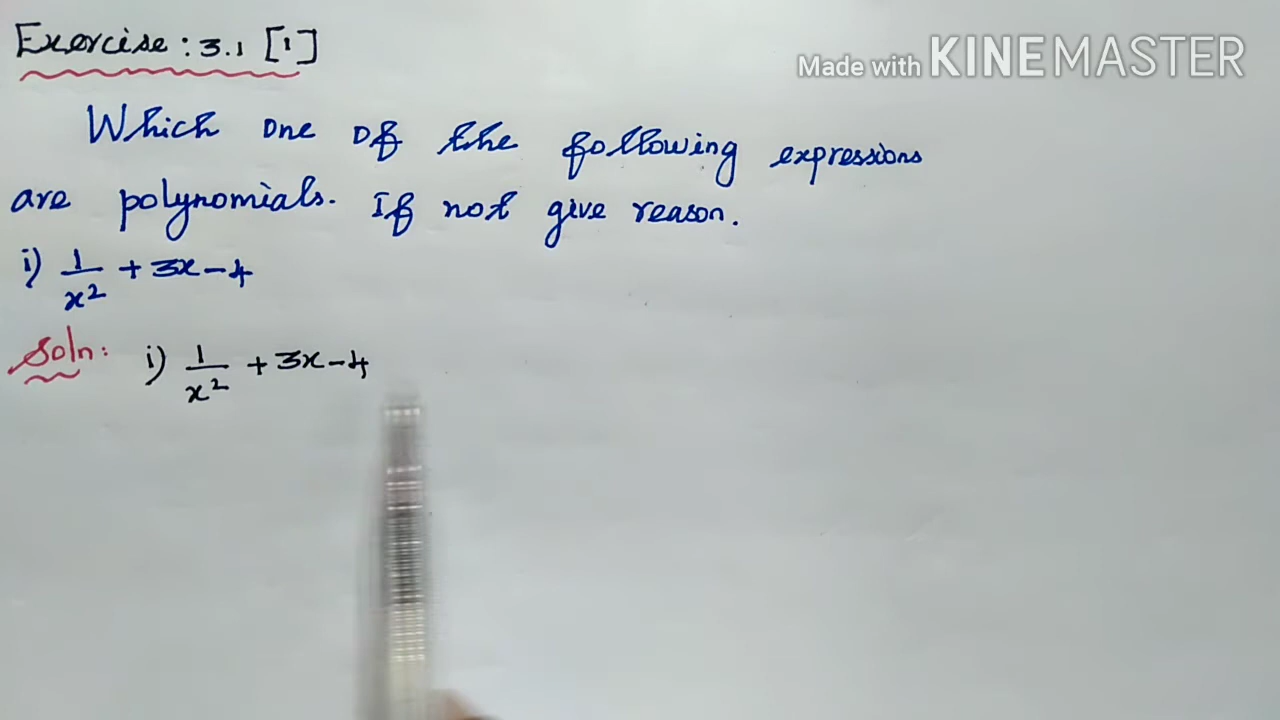 Exercise: 3.1 [1]
Made with KINEMASTER
Which one of the following expressions
are polynomials. If not give reason.
i) 1/x² + 3x - 4
Soln: i) 1/x² + 3x - 4